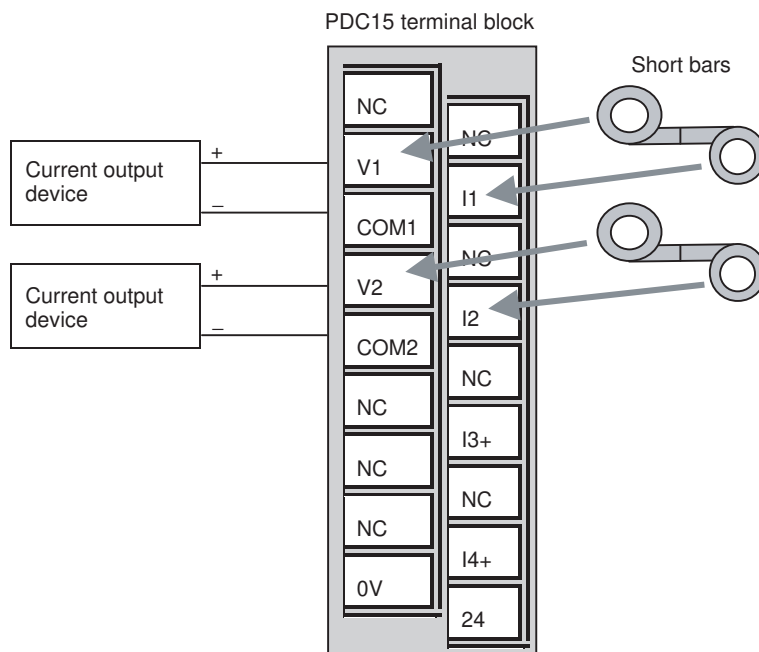 PDC15 terminal block
Short bars
Current output
device
+
−
Current output
device
+
−
NC
V1
COM1
V2
COM2
NC
NC
NC
0V
NC
I1
NC
I2
NC
I3+
NC
I4+
24